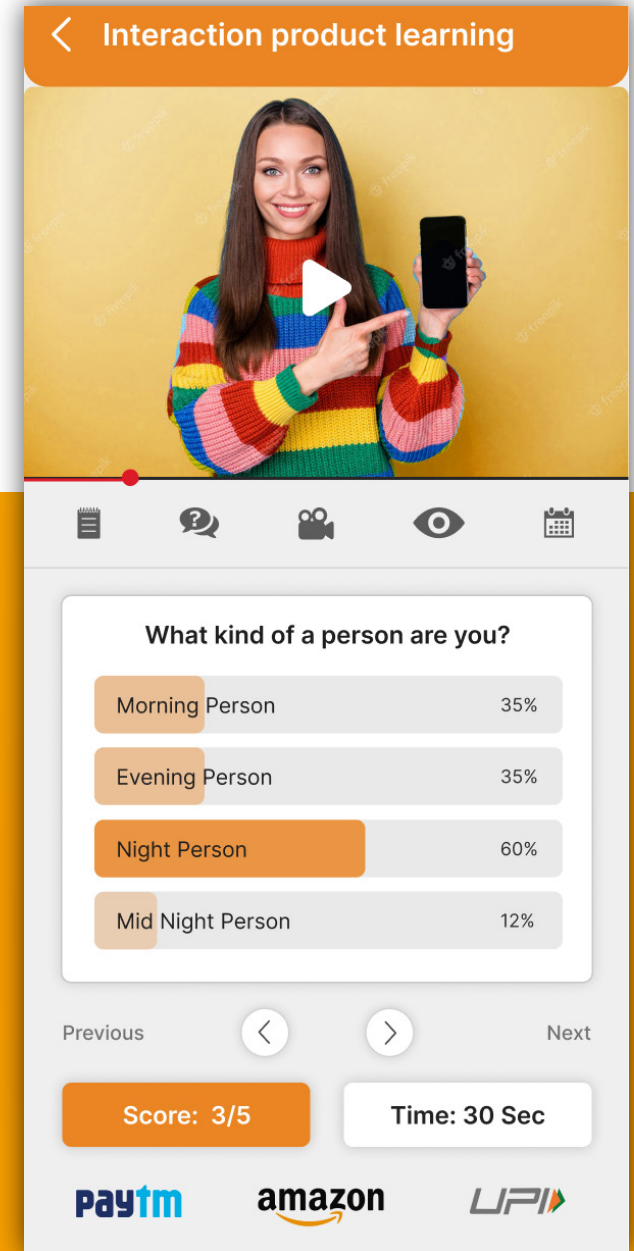 Interaction product learning
What kind of a person are you?
Morning Person 35%
Evening Person 35%
Night Person 60%
Mid Night Person 12%
Previous Next
Score: 3/5 Time: 30 Sec
paytm amazon UPI